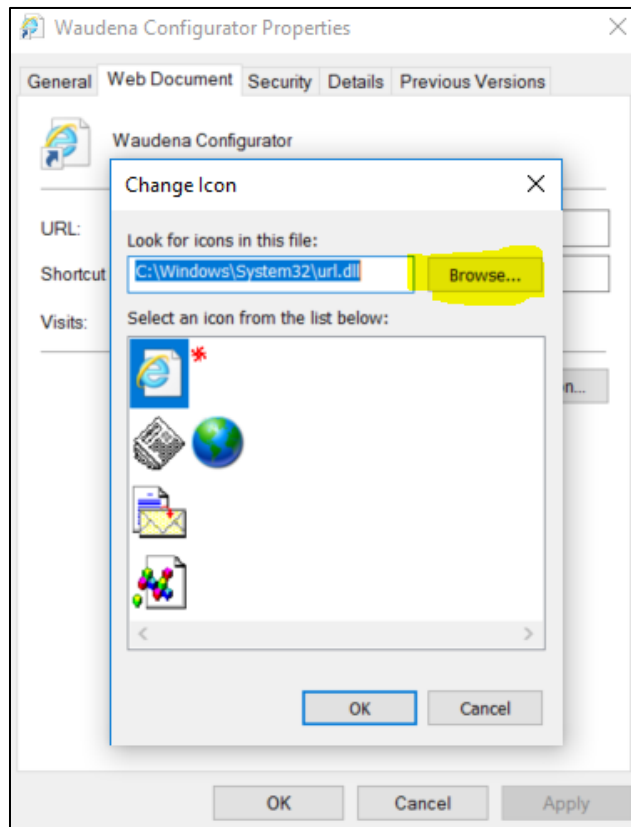 Waudena Configurator Properties
General Web Document Security Details Previous Versions
Waudena Configurator
Change Icon
URL:
Look for icons in this file:
C:\Windows\System32\url.dll Browse...
Shortcut
Visits:
Select an icon from the list below:
n...
OK Cancel
OK Cancel Apply